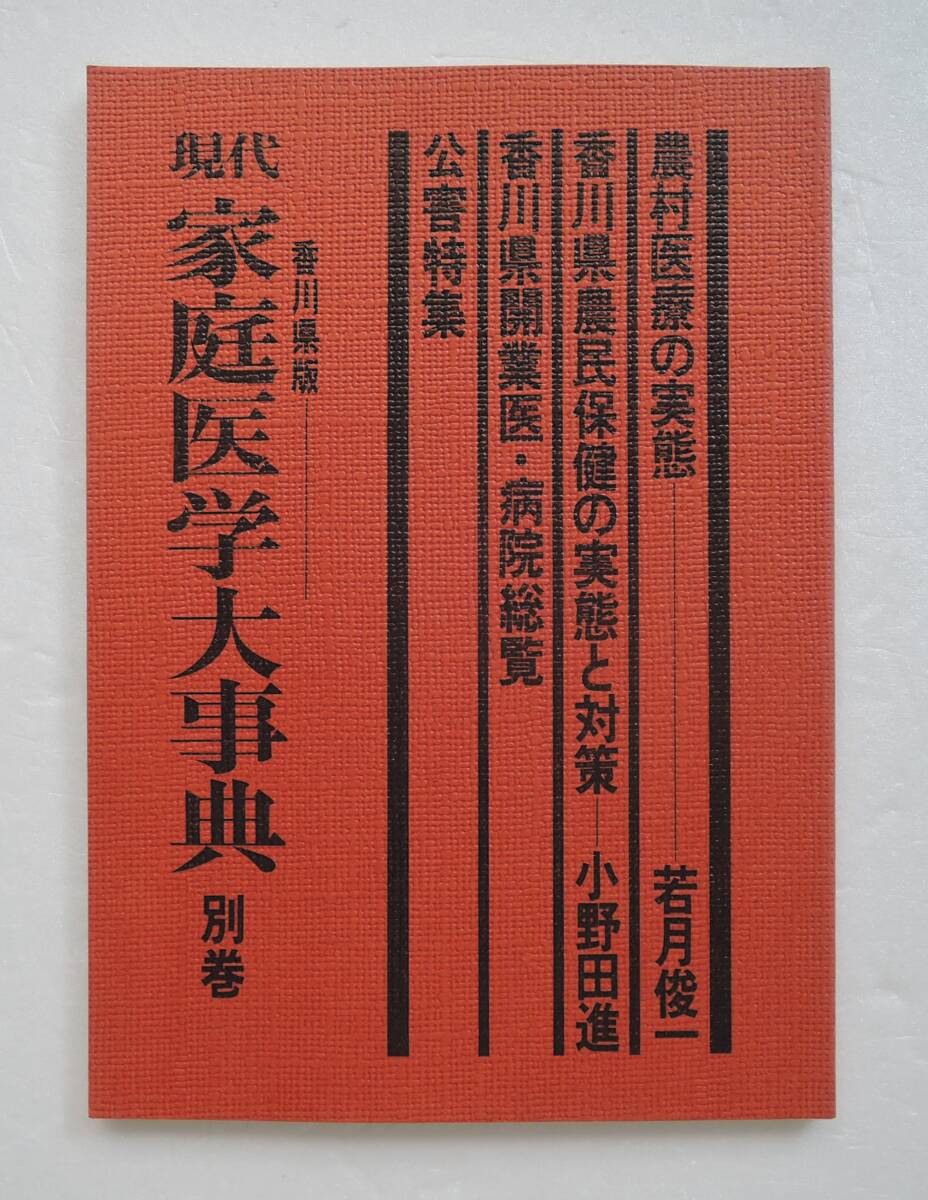 農村医療の実態――若月俊一
香川県農民保健の実態と対策―小野田進
香川県開業医・病院総覧
公害特集
香川県版――
現代
家庭医学大事典 別巻